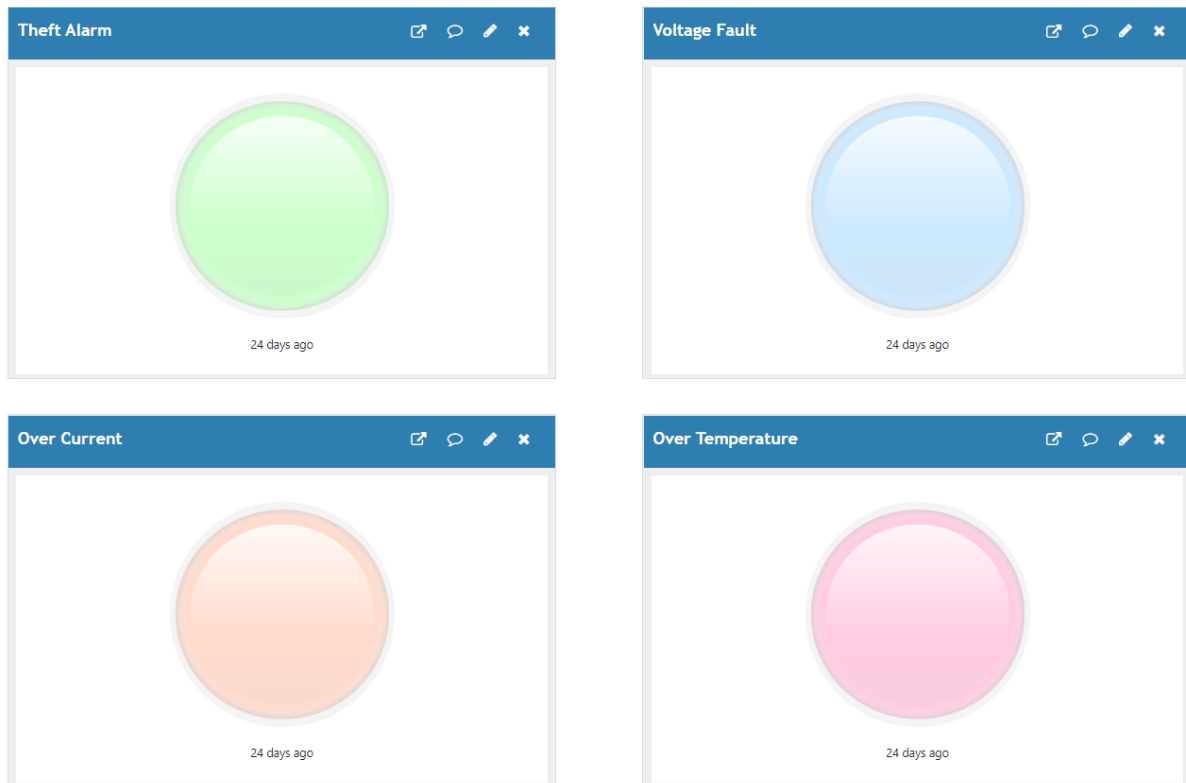 Theft Alarm
Voltage Fault
24 days ago
24 days ago
Over Current
Over Temperature
24 days ago
24 days ago